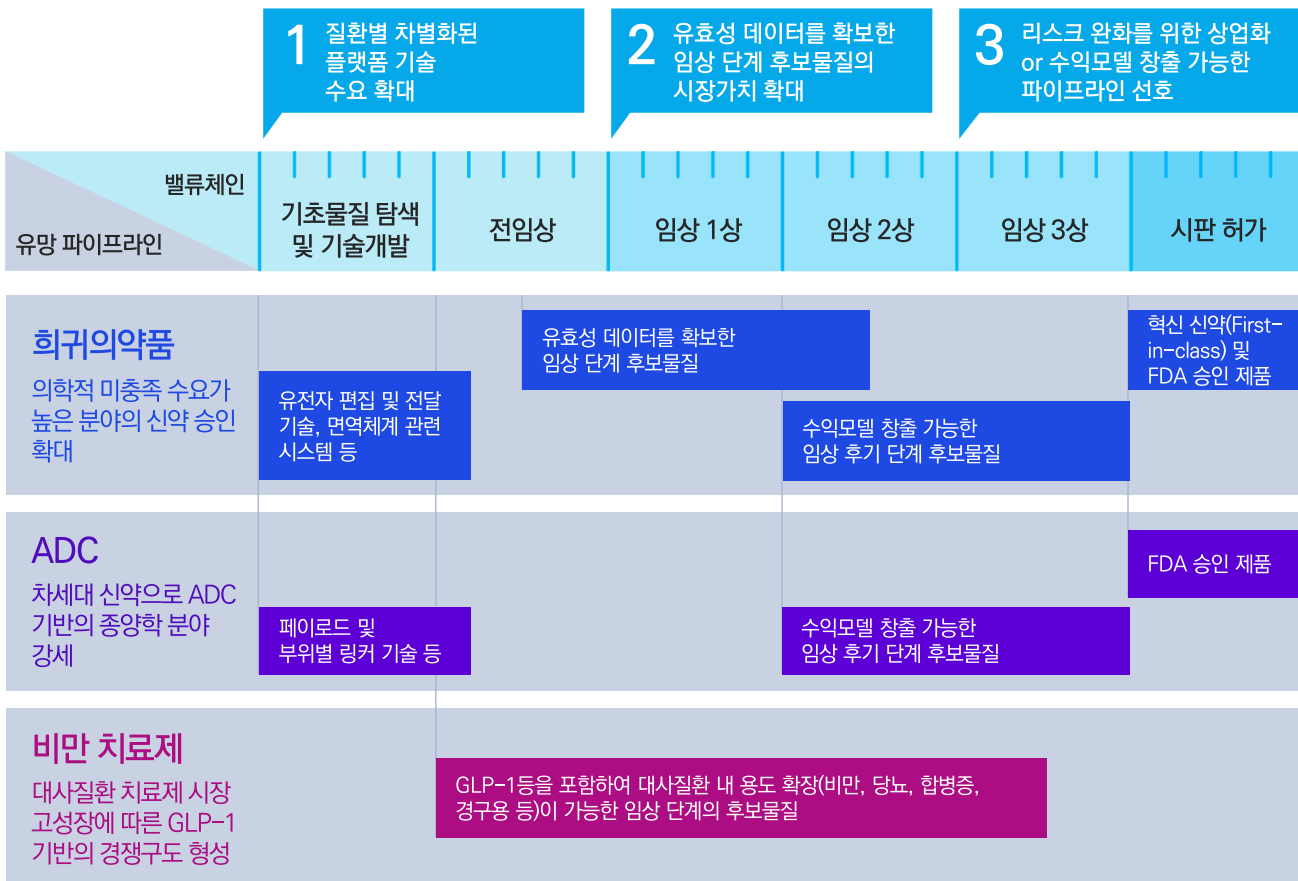 1
질환별 차별화된
플랫폼 기술
수요 확대
2
유효성 데이터를 확보한
임상 단계 후보물질의
시장가치 확대
3
리스크 완화를 위한 상업화
or 수익모델 창출 가능한
파이프라인 선호
밸류체인
유망 파이프라인
기초물질 탐색
및 기술개발
전임상
임상 1상
임상 2상
임상 3상
시판 허가
희귀의약품
의학적 미충족 수요가
높은 분야의 신약 승인
확대
유전자 편집 및 전달
기술, 면역체계 관련
시스템 등
유효성 데이터를 확보한
임상 단계 후보물질
수익모델 창출 가능한
임상 후기 단계 후보물질
혁신 신약(First-
in-class) 및
FDA 승인 제품
ADC
차세대 신약으로 ADC
기반의 종양학 분야
강세
페이로드 및
부위별 링커 기술 등
수익모델 창출 가능한
임상 후기 단계 후보물질
FDA 승인 제품
비만 치료제
대사질환 치료제 시장
고성장에 따른 GLP-1
기반의 경쟁구도 형성
GLP-1등을 포함하여 대사질환 내 용도 확장(비만, 당뇨, 합병증,
경구용 등)이 가능한 임상 단계의 후보물질